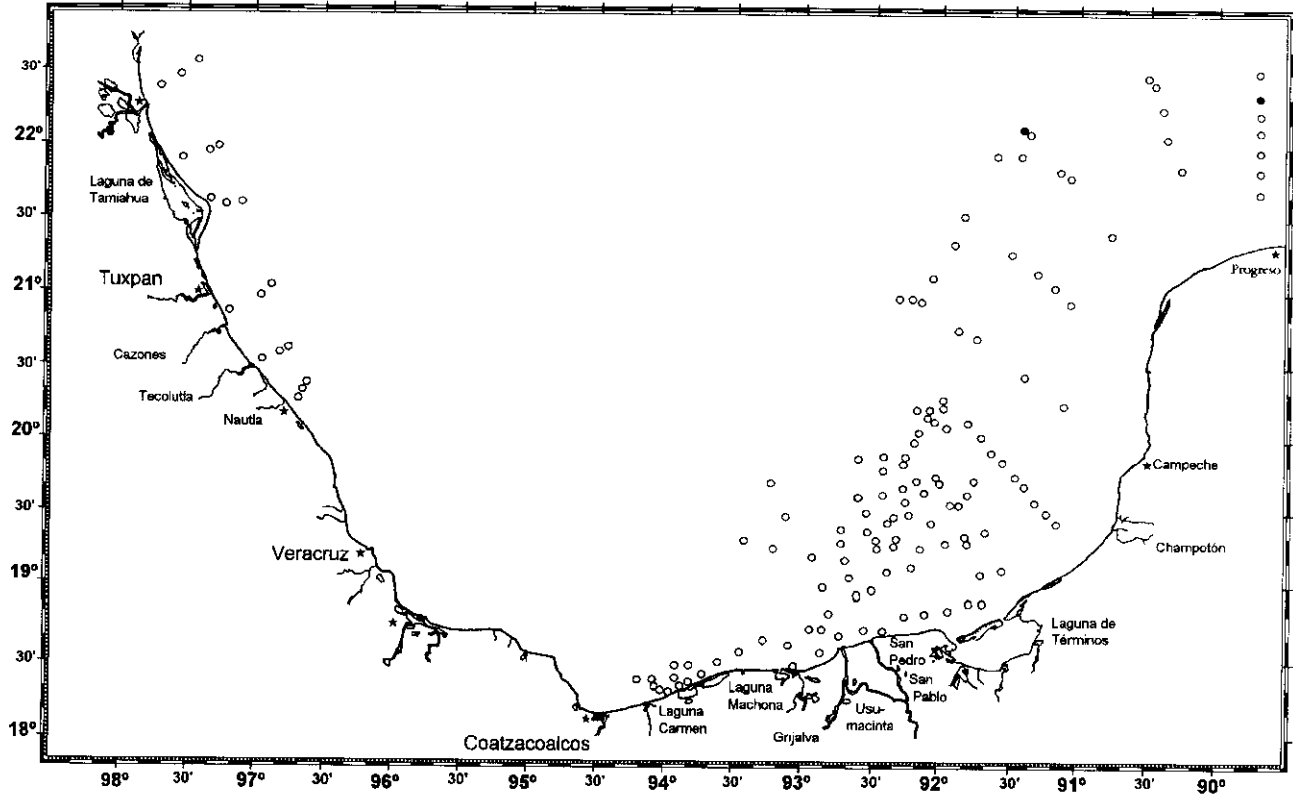 30'
22º
Laguna de
Tamiahua
30'
Tuxpan
21º
Progreso
Cazones
30'
Tecolutla
Nautla
20º
Campeche
30'
Veracruz
Champotón
19º
Laguna de
Términos
San
Pedro
30'
San
Pablo
Laguna
Machona
Laguna
Carmen
Usu-
macinta
18º
Coatzacoalcos
Grijalva
98º 30' 97º 30' 96º 30' 95º 30' 94º 30' 93º 30' 92º 30' 91º 30' 90º